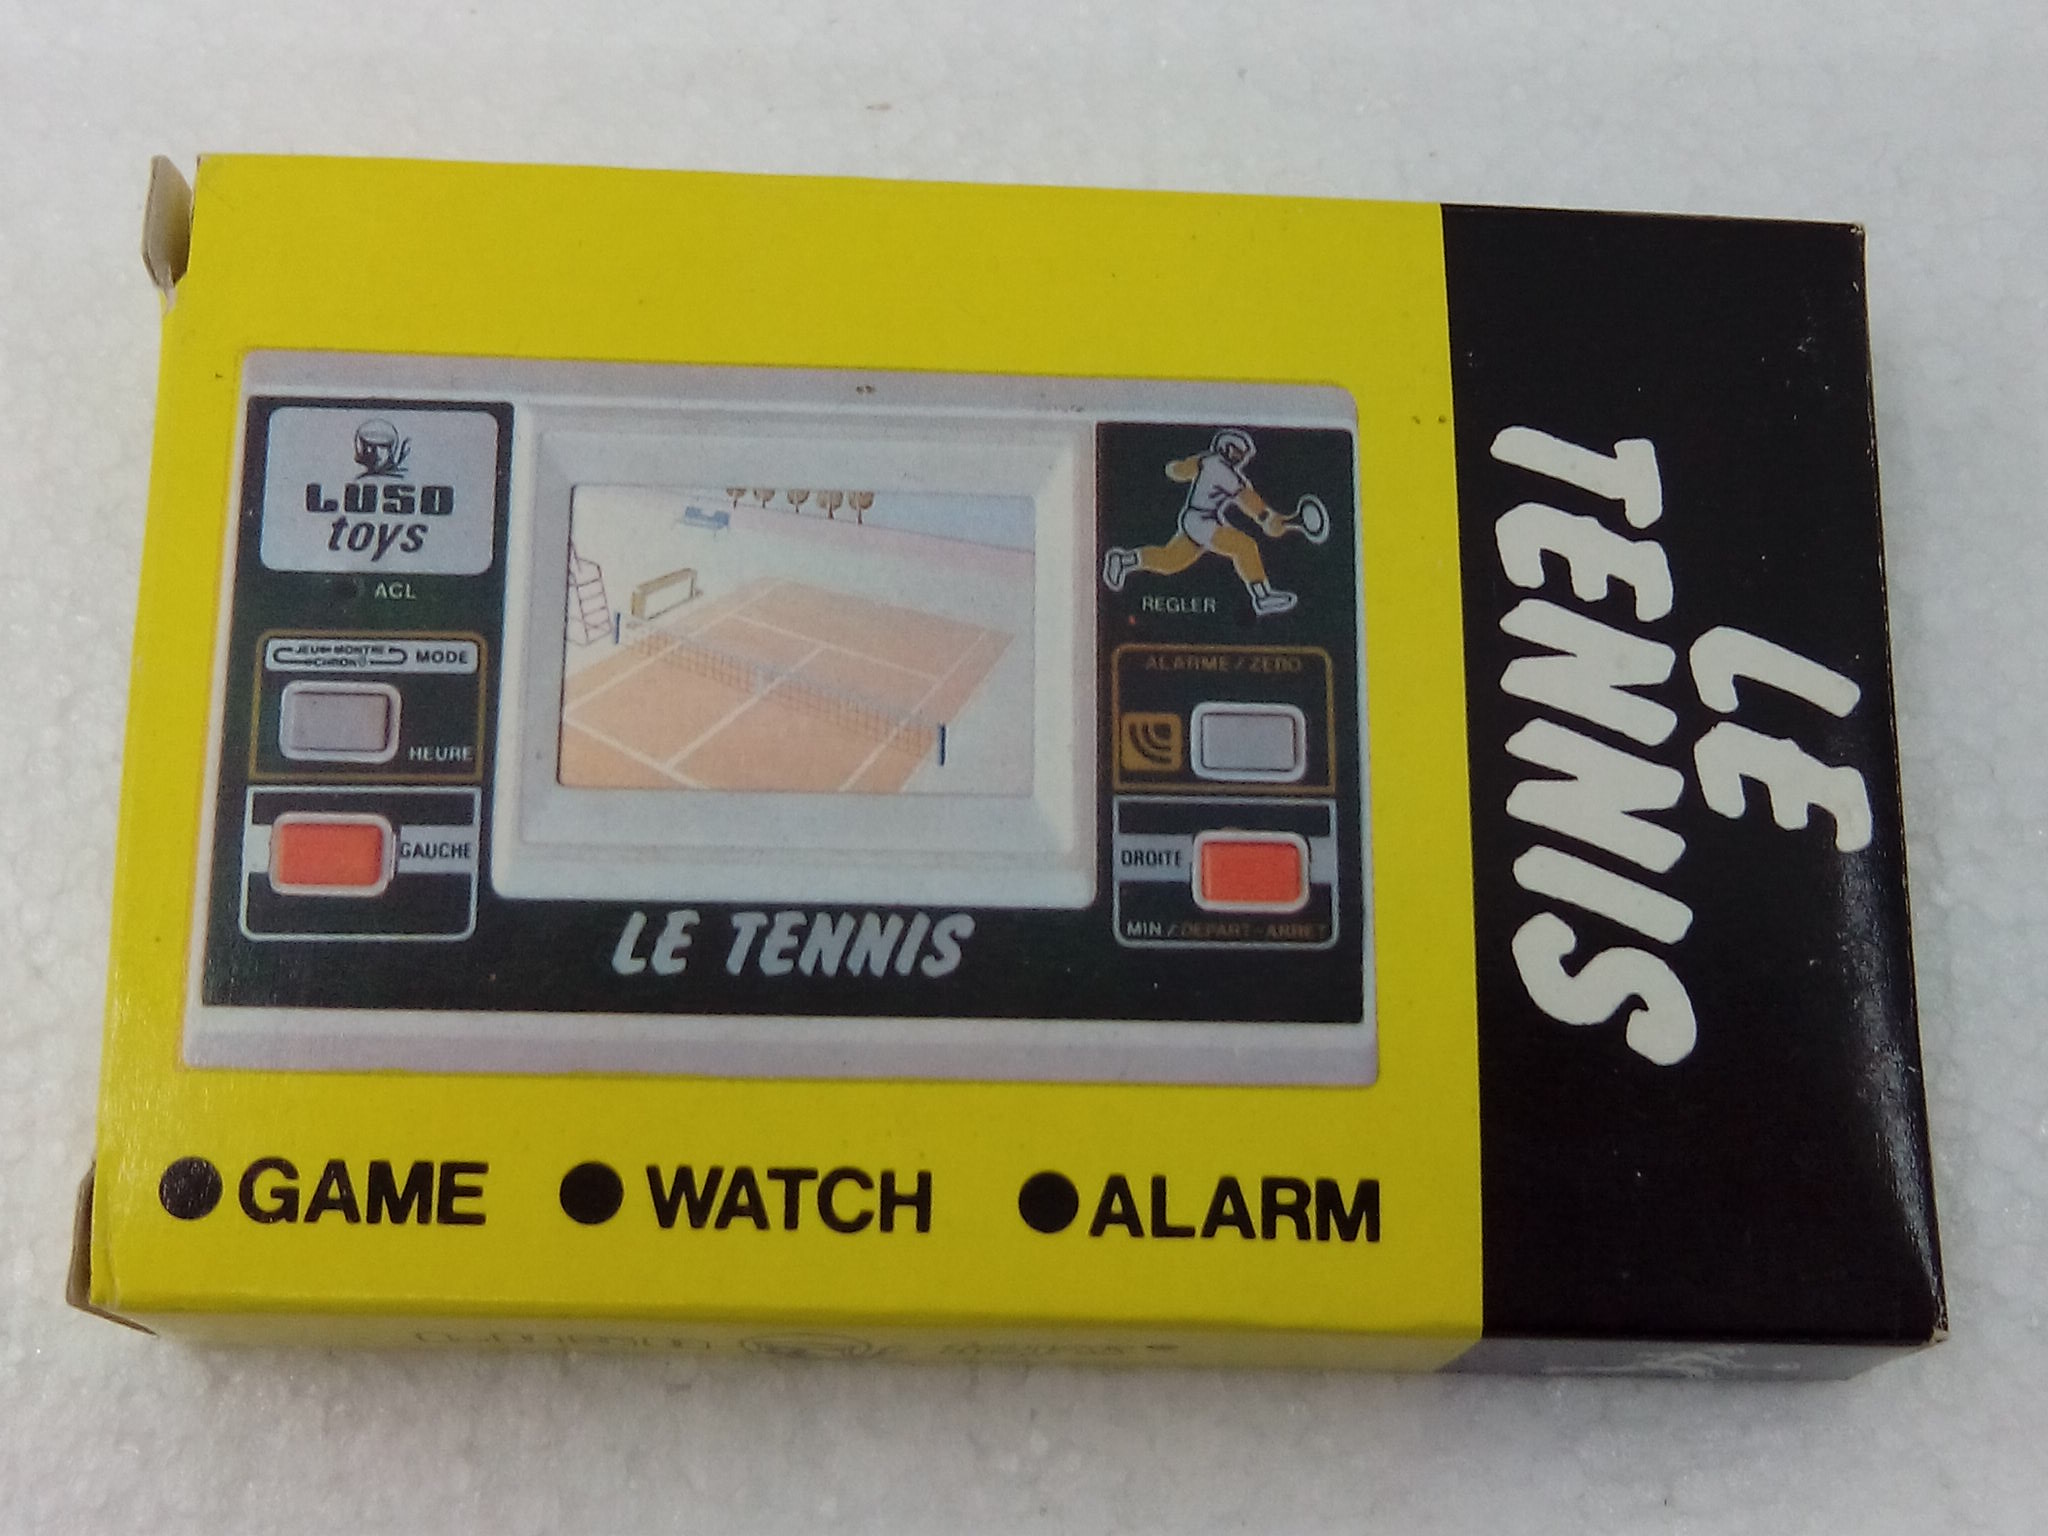 LUSO
toys
ACL
JEU MONTRE
CHRONO
MODE
HEURE
GAUCHE
LE TENNIS
REGLER
ALARME / ZERO
DROITE
MIN / DEPART - ARRET
GAME
WATCH
ALARM
LE
TENNIS